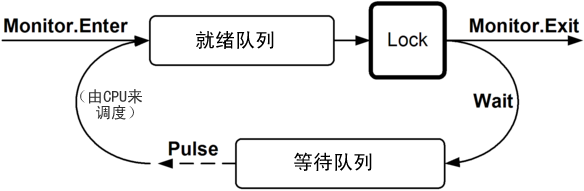 Monitor.Enter
就绪队列
Lock
Monitor.Exit
（由CPU来
调度）
Wait
Pulse
等待队列